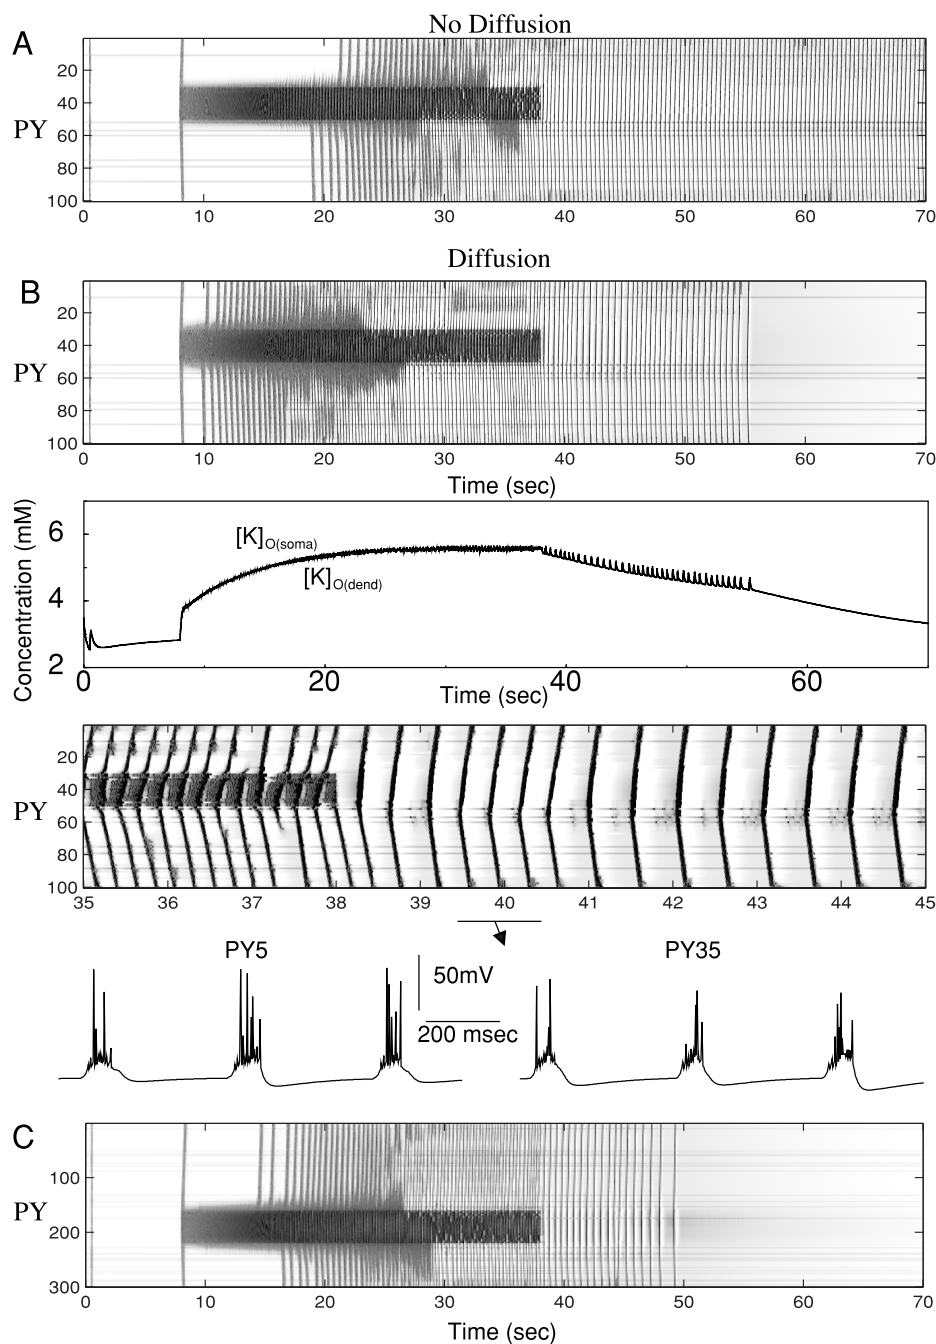 No Diffusion
A
PY
20
40
60
80
100
0 10 20 30 40 50 60 70
Diffusion
B
PY
20
40
60
80
100
0 10 20 30 40 50 60 70
Time (sec)
Concentration (mM)
6
4
2
[K]O(soma)
[K]O(dend)
0 20 40 60
Time (sec)
PY
20
40
60
80
100
35 36 37 38 39 40 41 42 43 44 45
PY5
PY35
50mV
200 msec
C
PY
100
200
300
0 10 20 30 40 50 60 70
Time (sec)